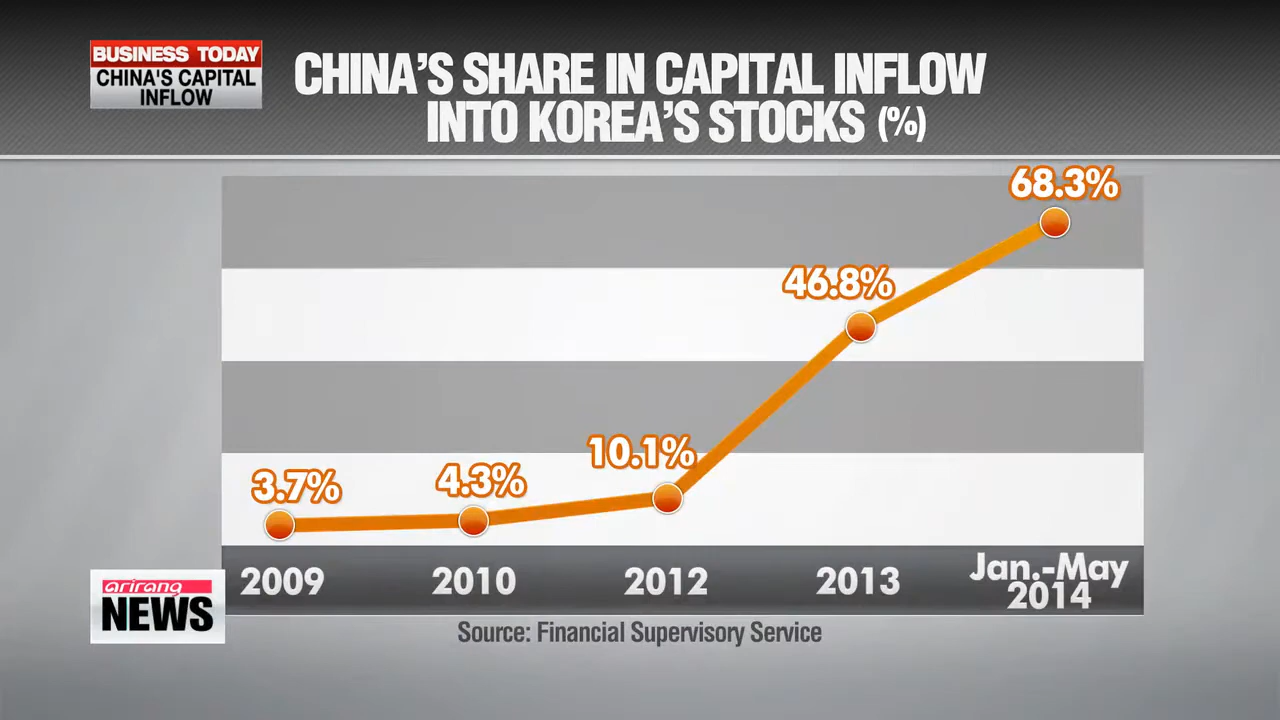 BUSINESS TODAY
CHINA'S CAPITAL
INFLOW
CHINA'S SHARE IN CAPITAL INFLOW
INTO KOREA'S STOCKS (%)
68.3%
46.8%
10.1%
4.3%
3.7%
2009
2010
2012
2013
Jan.-May
2014
arirang
NEWS
Source: Financial Supervisory Service